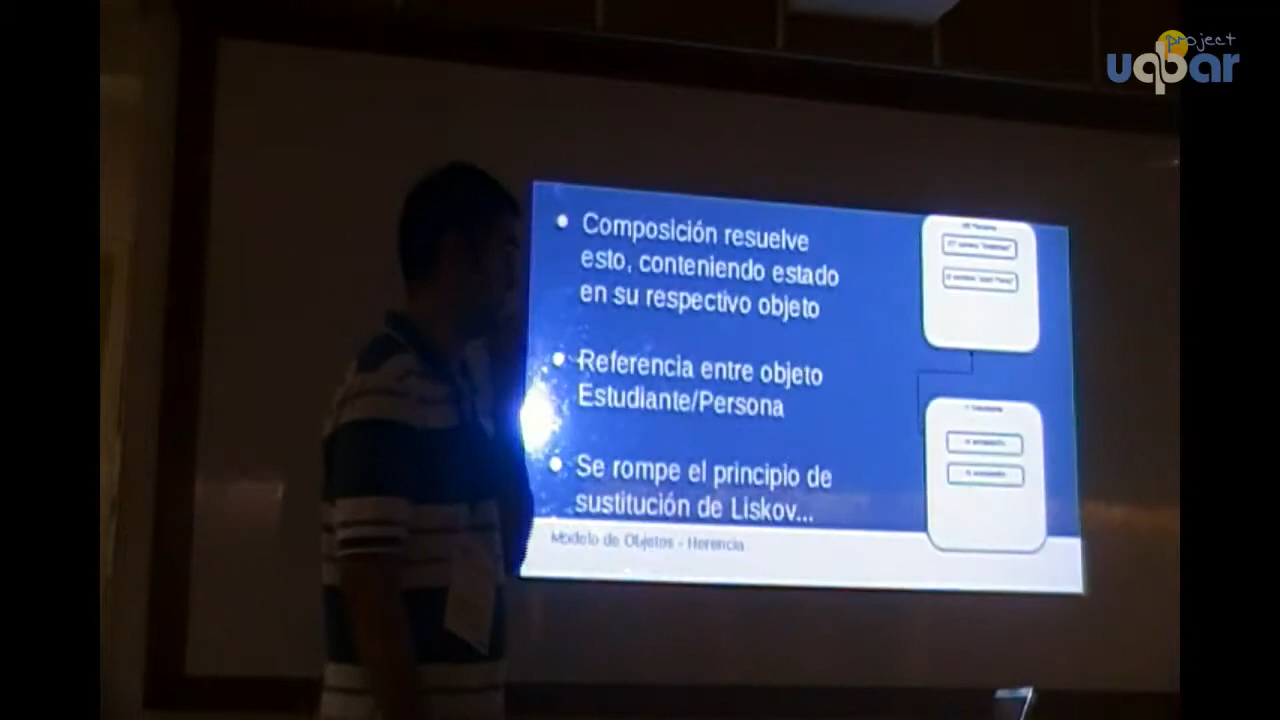 project
uqbar
Composición resuelve
esto, conteniendo estado
en su respectivo objeto
Referencia entre objeto
Estudiante/Persona
Se rompe el principio de
sustitución de Liskov...
Modelo de Objetos - Herencia